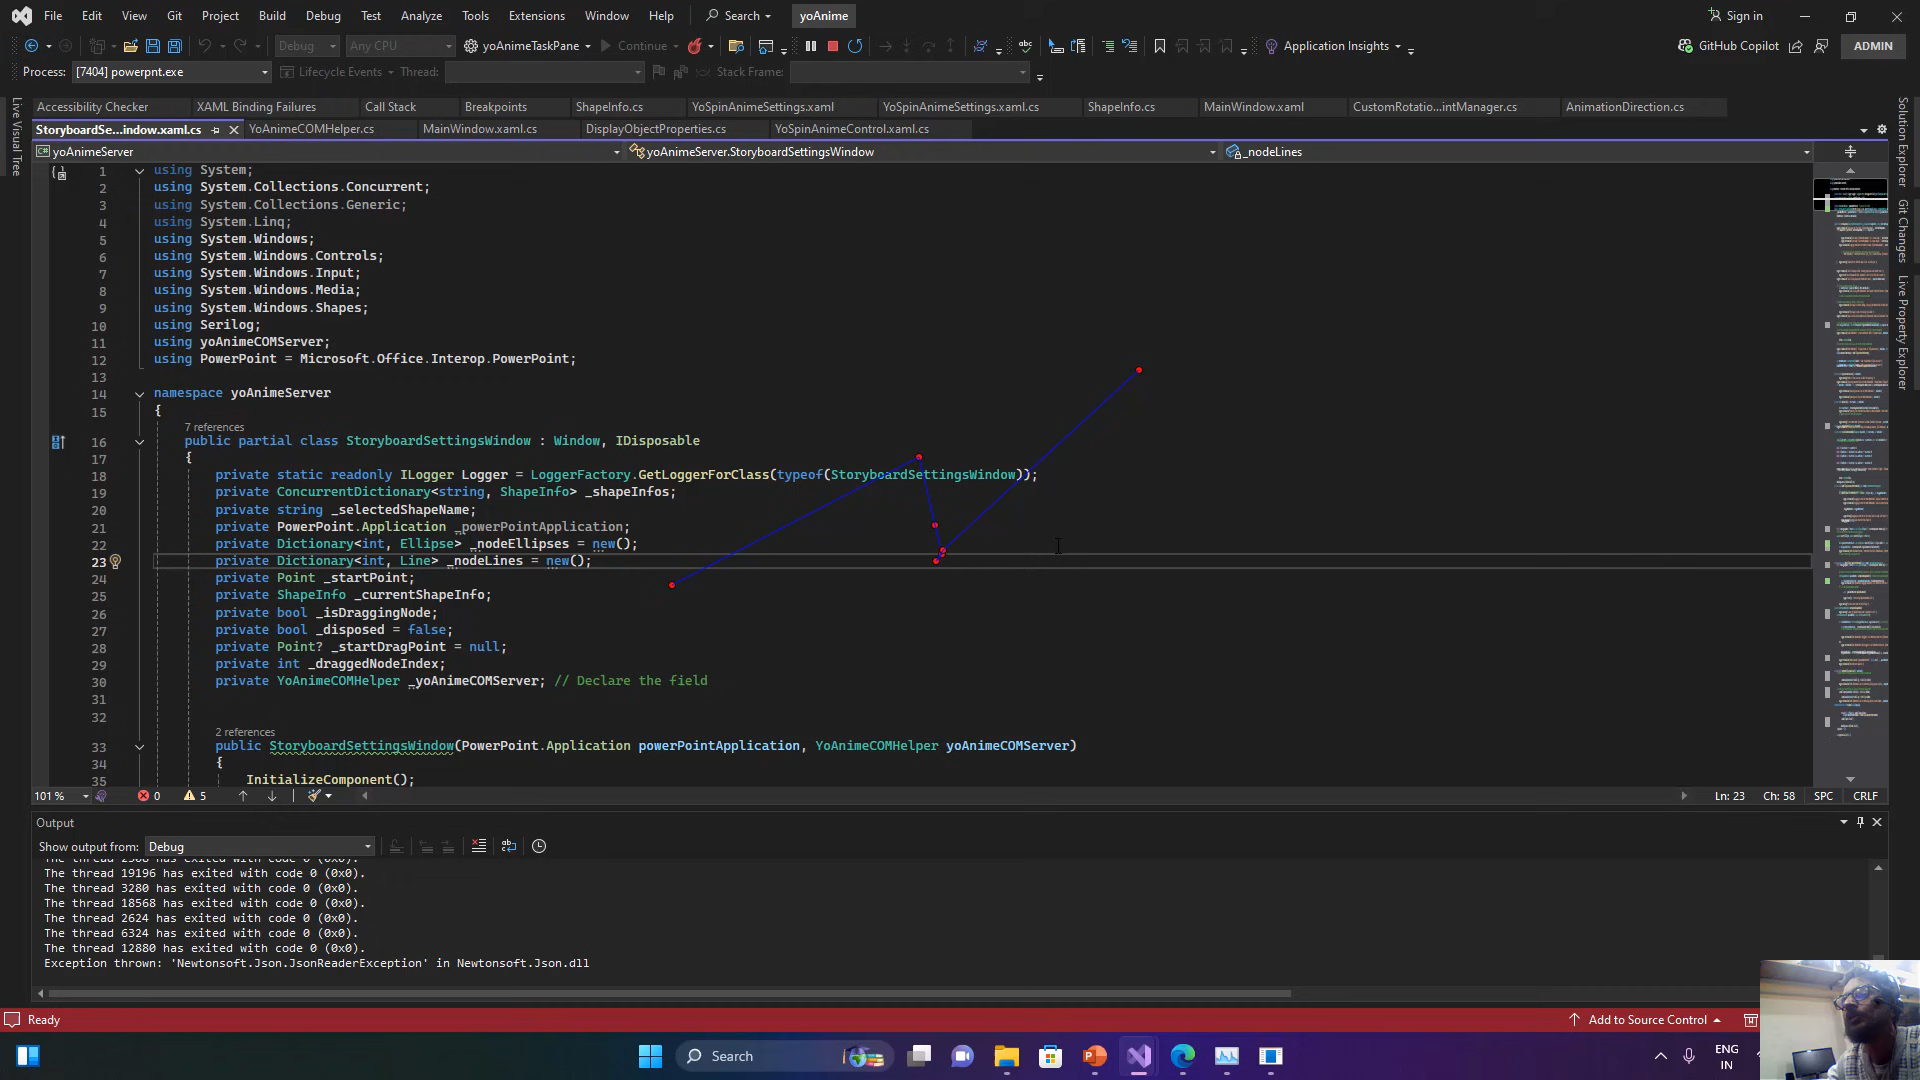 File Edit View Git Project Build Debug Test Analyze Tools Extensions Window Help Search yoAnime Sign in
Debug Any CPU yoAnimeTaskPane Continue Application Insights GitHub Copilot ADMIN
Process: [7404] powerpnt.exe Lifecycle Events Thread: Stack Frame:
Accessibility Checker XAML Binding Failures Call Stack Breakpoints ShapeInfo.cs YoSpinAnimeSettings.xaml YoSpinAnimeSettings.xaml.cs ShapeInfo.cs MainWindow.xaml CustomRotatio...intManager.cs AnimationDirection.cs
StoryboardSe...indow.xaml.cs YoAnimeCOMHelper.cs MainWindow.xaml.cs DisplayObjectProperties.cs YoSpinAnimeControl.xaml.cs
yoAnimeServer yoAnimeServer.StoryboardSettingsWindow _nodeLines
Live Visual Tree
Solution Explorer
Git Changes
Live Property Explorer
1 using System;
2 using System.Collections.Concurrent;
3 using System.Collections.Generic;
4 using System.Linq;
5 using System.Windows;
6 using System.Windows.Controls;
7 using System.Windows.Input;
8 using System.Windows.Media;
9 using System.Windows.Shapes;
10 using Serilog;
11 using yoAnimeCOMServer;
12 using PowerPoint = Microsoft.Office.Interop.PowerPoint;
13
14 namespace yoAnimeServer
15 {
7 references
16 public partial class StoryboardSettingsWindow : Window, IDisposable
17 {
18 private static readonly ILogger Logger = LoggerFactory.GetLoggerForClass(typeof(StoryboardSettingsWindow));
19 private ConcurrentDictionary<string, ShapeInfo> _shapeInfos;
20 private string _selectedShapeName;
21 private PowerPoint.Application _powerPointApplication;
22 private Dictionary<int, Ellipse> _nodeEllipses = new();
23 private Dictionary<int, Line> _nodeLines = new();
24 private Point _startPoint;
25 private ShapeInfo _currentShapeInfo;
26 private bool _isDraggingNode;
27 private bool _disposed = false;
28 private Point? _startDragPoint = null;
29 private int _draggedNodeIndex;
30 private YoAnimeCOMHelper _yoAnimeCOMServer; // Declare the field
31
32
2 references
33 public StoryboardSettingsWindow(PowerPoint.Application powerPointApplication, YoAnimeCOMHelper yoAnimeCOMServer)
34 {
35 InitializeComponent();
101 % 0 5 Ln: 23 Ch: 58 SPC CRLF
Output
Show output from: Debug
The thread 19196 has exited with code 0 (0x0).
The thread 3280 has exited with code 0 (0x0).
The thread 18568 has exited with code 0 (0x0).
The thread 2624 has exited with code 0 (0x0).
The thread 6324 has exited with code 0 (0x0).
The thread 12880 has exited with code 0 (0x0).
Exception thrown: 'Newtonsoft.Json.JsonReaderException' in Newtonsoft.Json.dll
Ready Add to Source Control
Search ENG
IN